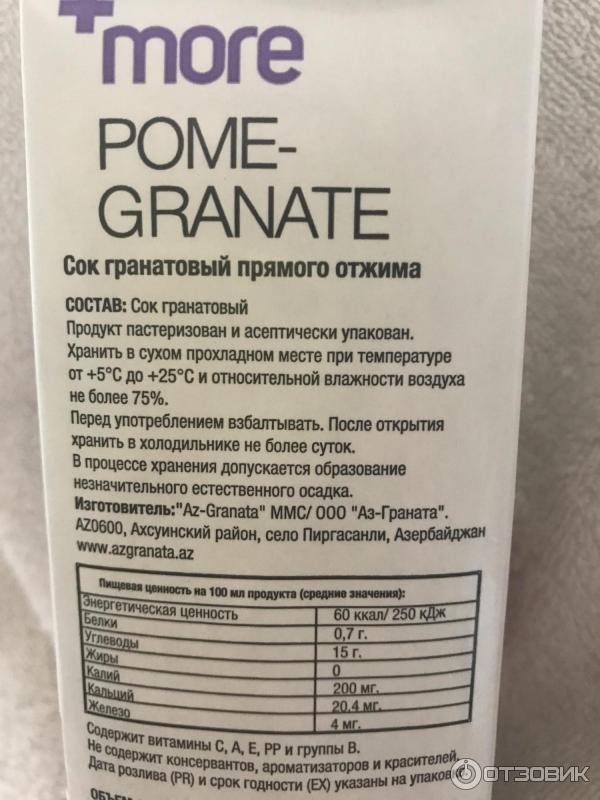 +more
POME-
GRANATE
Сок гранатовый прямого отжима
СОСТАВ: Сок гранатовый
Продукт пастеризован и асептически упакован.
Хранить в сухом прохладном месте при температуре
от +5°С до +25°С и относительной влажности воздуха
не более 75%.
Перед употреблением взбалтывать. После открытия
хранить в холодильнике не более суток.
В процессе хранения допускается образование
незначительного естественного осадка.
Изготовитель:"Az-Granata" MMC/ ООО "Аз-Граната".
AZ0600, Ахсуинский район, село Пиргасанли, Азербайджан
www.azgranata.az
Пищевая ценность на 100 мл продукта (средние значения):
Энергетическая ценность 60 ккал/ 250 кДж
Белки 0,7 г.
Углеводы 15 г.
Жиры 0
Калий 200 мг.
Кальций 20.4 мг.
Железо 4 мг.
Содержит витамины С, А, Е, РР и группы В.
Не содержит консервантов, ароматизаторов и красителей.
Дата розлива (PR) и срок годности (EX) указаны на упаковке
ОТЗОВИК